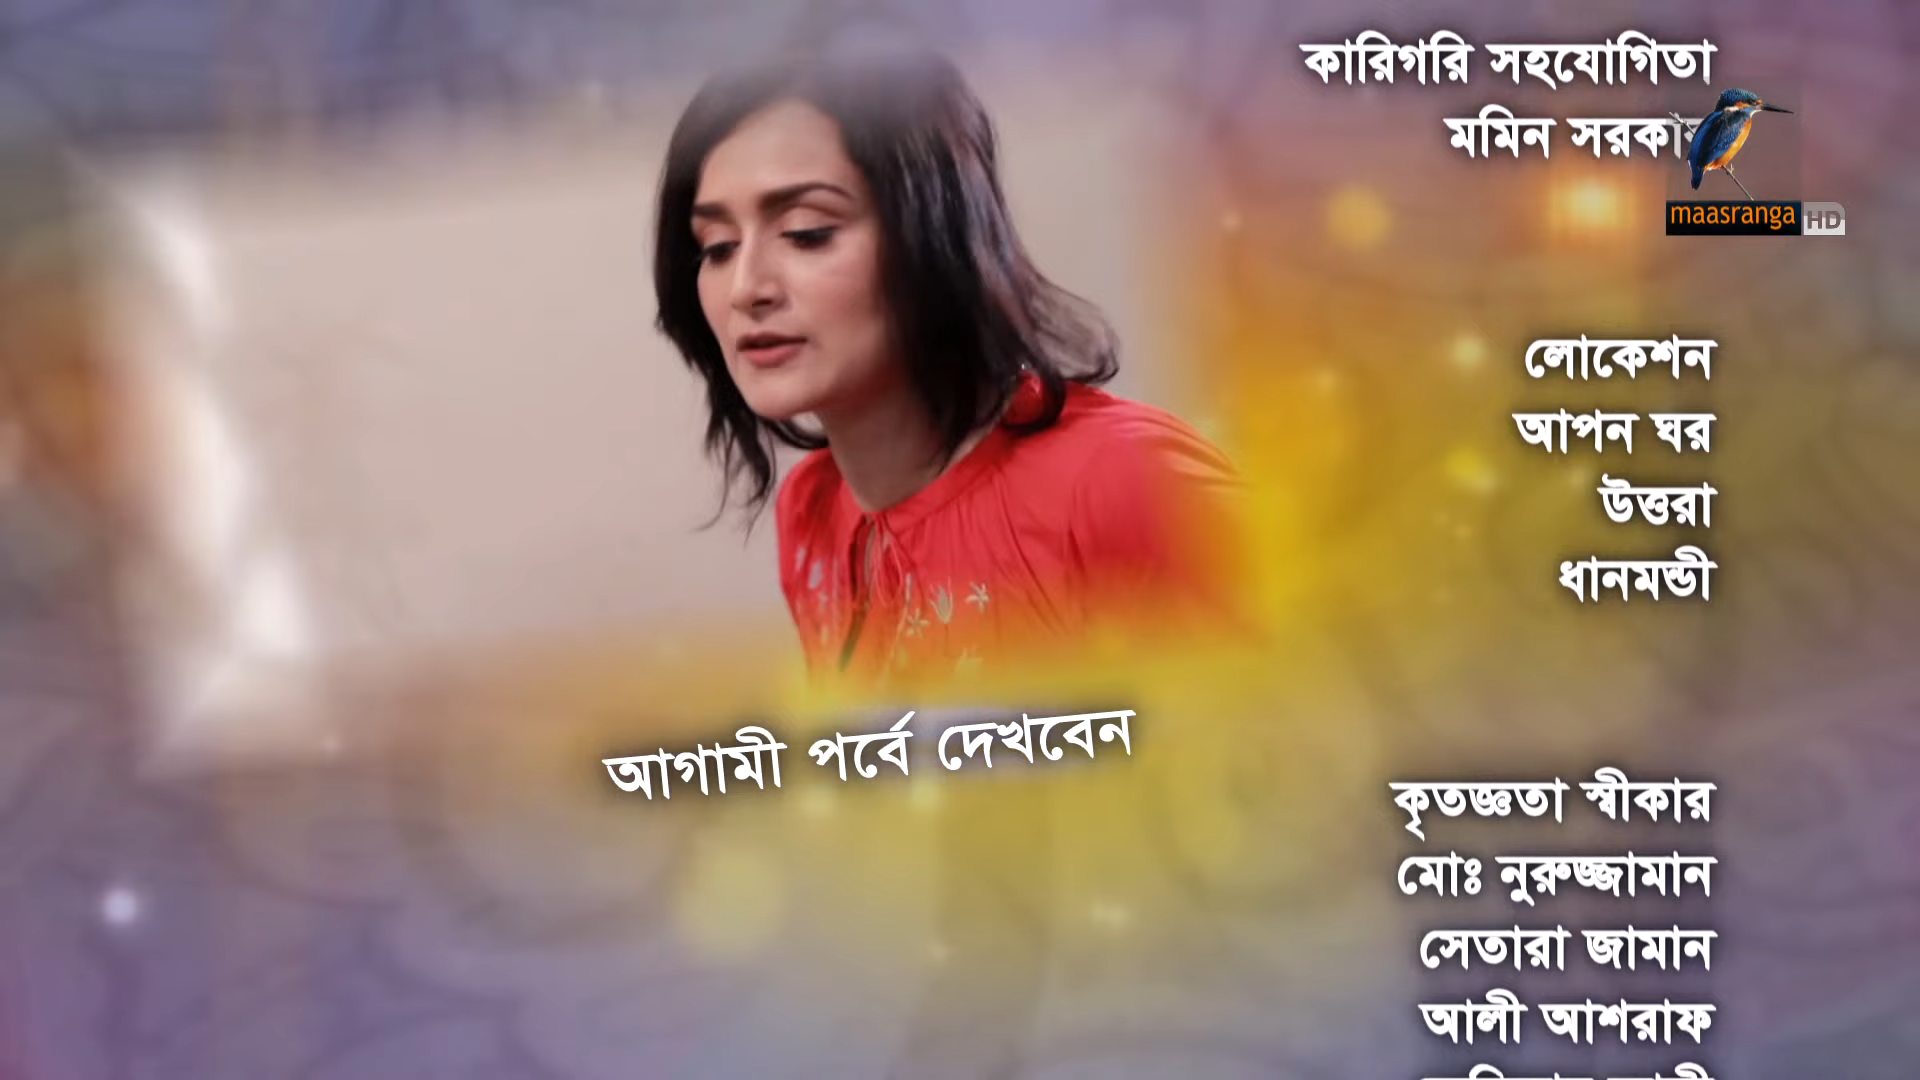 কারিগরি সহযোগিতা
মমিন সরকার
maasranga HD
লোকেশন
আপন ঘর
উত্তরা
ধানমন্ডী
আগামী পর্বে দেখবেন
কৃতজ্ঞতা স্বীকার
মোঃ নুরুজ্জামান
সেতারা জামান
আলী আশরাফ